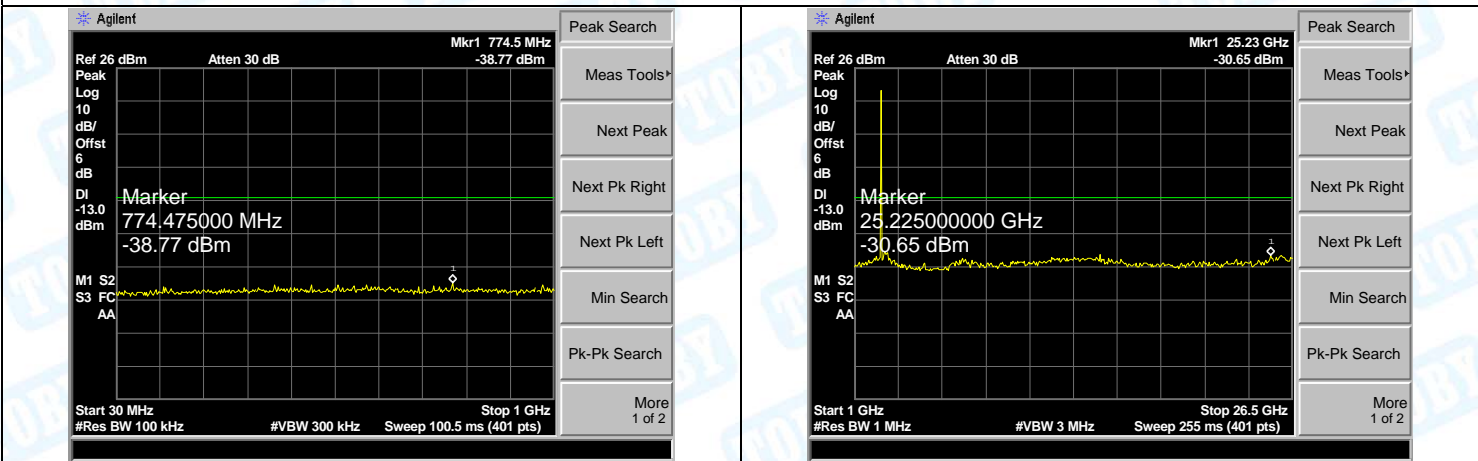 Agilent
Peak Search
Mkr1 774.5 MHz
Ref 26 dBm Atten 30 dB -38.77 dBm
Peak
Log
10
dB/
Offst
6
dB
DI
-13.0
dBm
Marker
774.475000 MHz
-38.77 dBm
1
M1 S2
S3 FC
AA
Start 30 MHz Stop 1 GHz
#Res BW 100 kHz #VBW 300 kHz Sweep 100.5 ms (401 pts)
Meas Tools
Next Peak
Next Pk Right
Next Pk Left
Min Search
Pk-Pk Search
More
1 of 2
Agilent
Peak Search
Mkr1 25.23 GHz
Ref 26 dBm Atten 30 dB -30.65 dBm
Peak
Log
10
dB/
Offst
6
dB
DI
-13.0
dBm
Marker
25.225000000 GHz
-30.65 dBm
1
M1 S2
S3 FC
AA
Start 1 GHz Stop 26.5 GHz
#Res BW 1 MHz #VBW 3 MHz Sweep 255 ms (401 pts)
Meas Tools
Next Peak
Next Pk Right
Next Pk Left
Min Search
Pk-Pk Search
More
1 of 2
TOBY